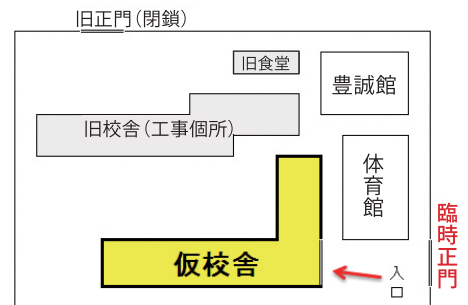 旧正門（閉鎖）
旧食堂
豊誠館
旧校舎（工事個所）
体育館
臨時正門
仮校舎
入口